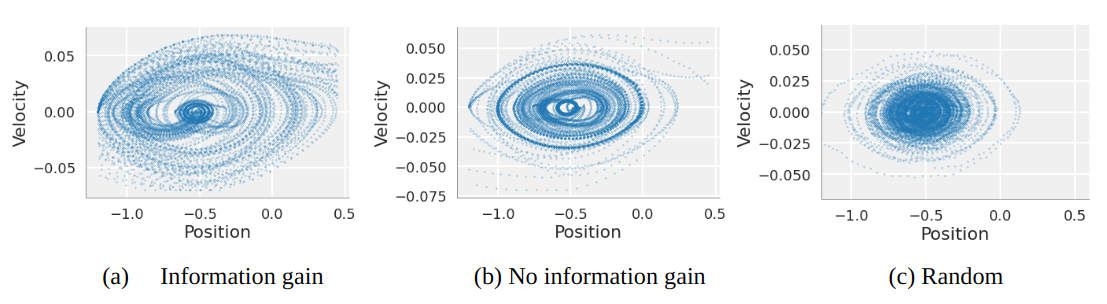 0.05
0.00
−0.05
Velocity
−1.0 −0.5 0.0 0.5
Position
(a) Information gain
0.050
0.025
0.000
−0.025
−0.050
−0.075
Velocity
−1.0 −0.5 0.0 0.5
Position
(b) No information gain
0.050
0.025
0.000
−0.025
−0.050
Velocity
−1.0 −0.5 0.0 0.5
Position
(c) Random